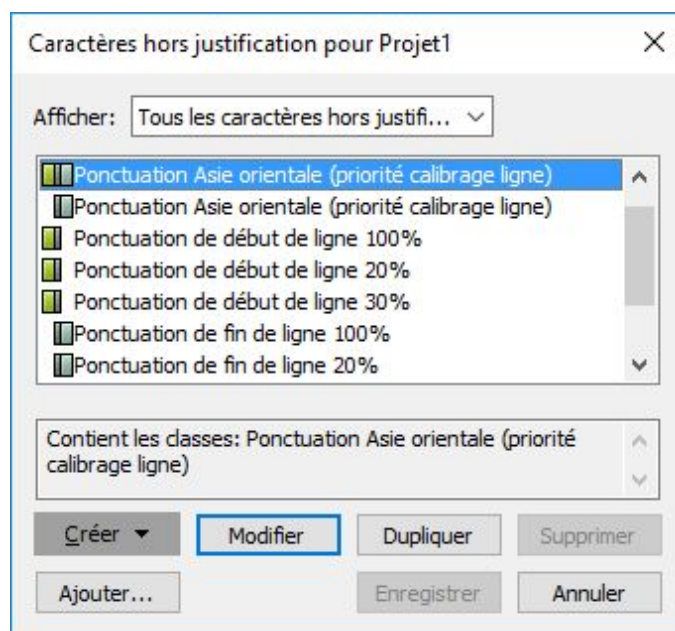 Caractères hors justification pour Projet1
Afficher: Tous les caractères hors justifi...
Ponctuation Asie orientale (priorité calibrage ligne)
Ponctuation Asie orientale (priorité calibrage ligne)
Ponctuation de début de ligne 100%
Ponctuation de début de ligne 20%
Ponctuation de début de ligne 30%
Ponctuation de fin de ligne 100%
Ponctuation de fin de ligne 20%
Contient les classes: Ponctuation Asie orientale (priorité
calibrage ligne)
Créer Modifier Dupliquer Supprimer
Ajouter... Enregistrer Annuler